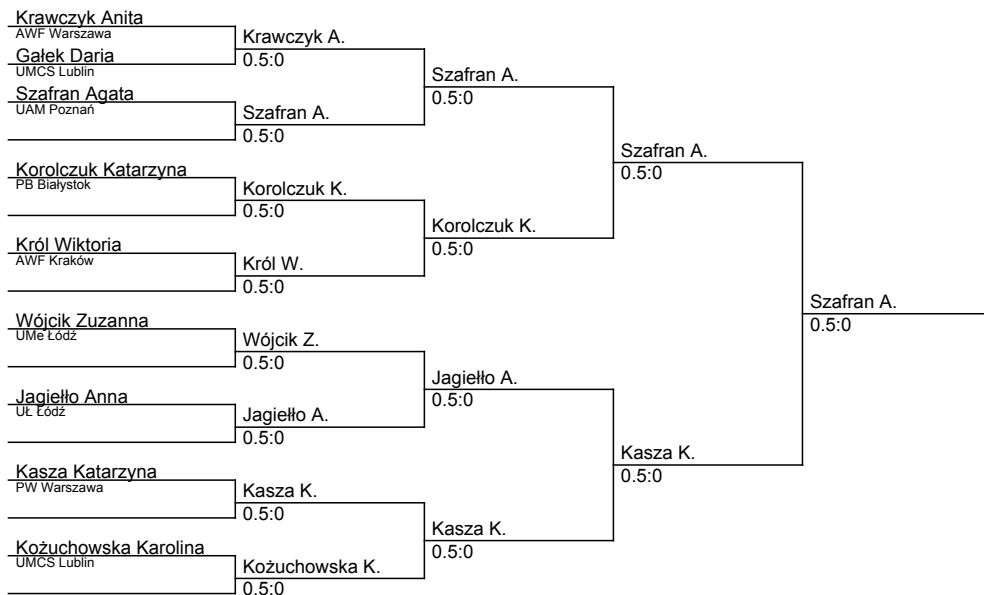 Krawczyk Anita
AWF Warszawa
Gałek Daria
UMCS Lublin
Szafran Agata
UAM Poznań
Korolczuk Katarzyna
PB Białystok
Król Wiktoria
AWF Kraków
Wójcik Zuzanna
UMe Łódź
Jagiełło Anna
UŁ Łódź
Kasza Katarzyna
PW Warszawa
Kożuchowska Karolina
UMCS Lublin
Krawczyk A.
0.5:0
Szafran A.
0.5:0
Korolczuk K.
0.5:0
Król W.
0.5:0
Wójcik Z.
0.5:0
Jagiełło A.
0.5:0
Kasza K.
0.5:0
Kożuchowska K.
0.5:0
Szafran A.
0.5:0
Korolczuk K.
0.5:0
Jagiełło A.
0.5:0
Kasza K.
0.5:0
Szafran A.
0.5:0
Kasza K.
0.5:0
Szafran A.
0.5:0